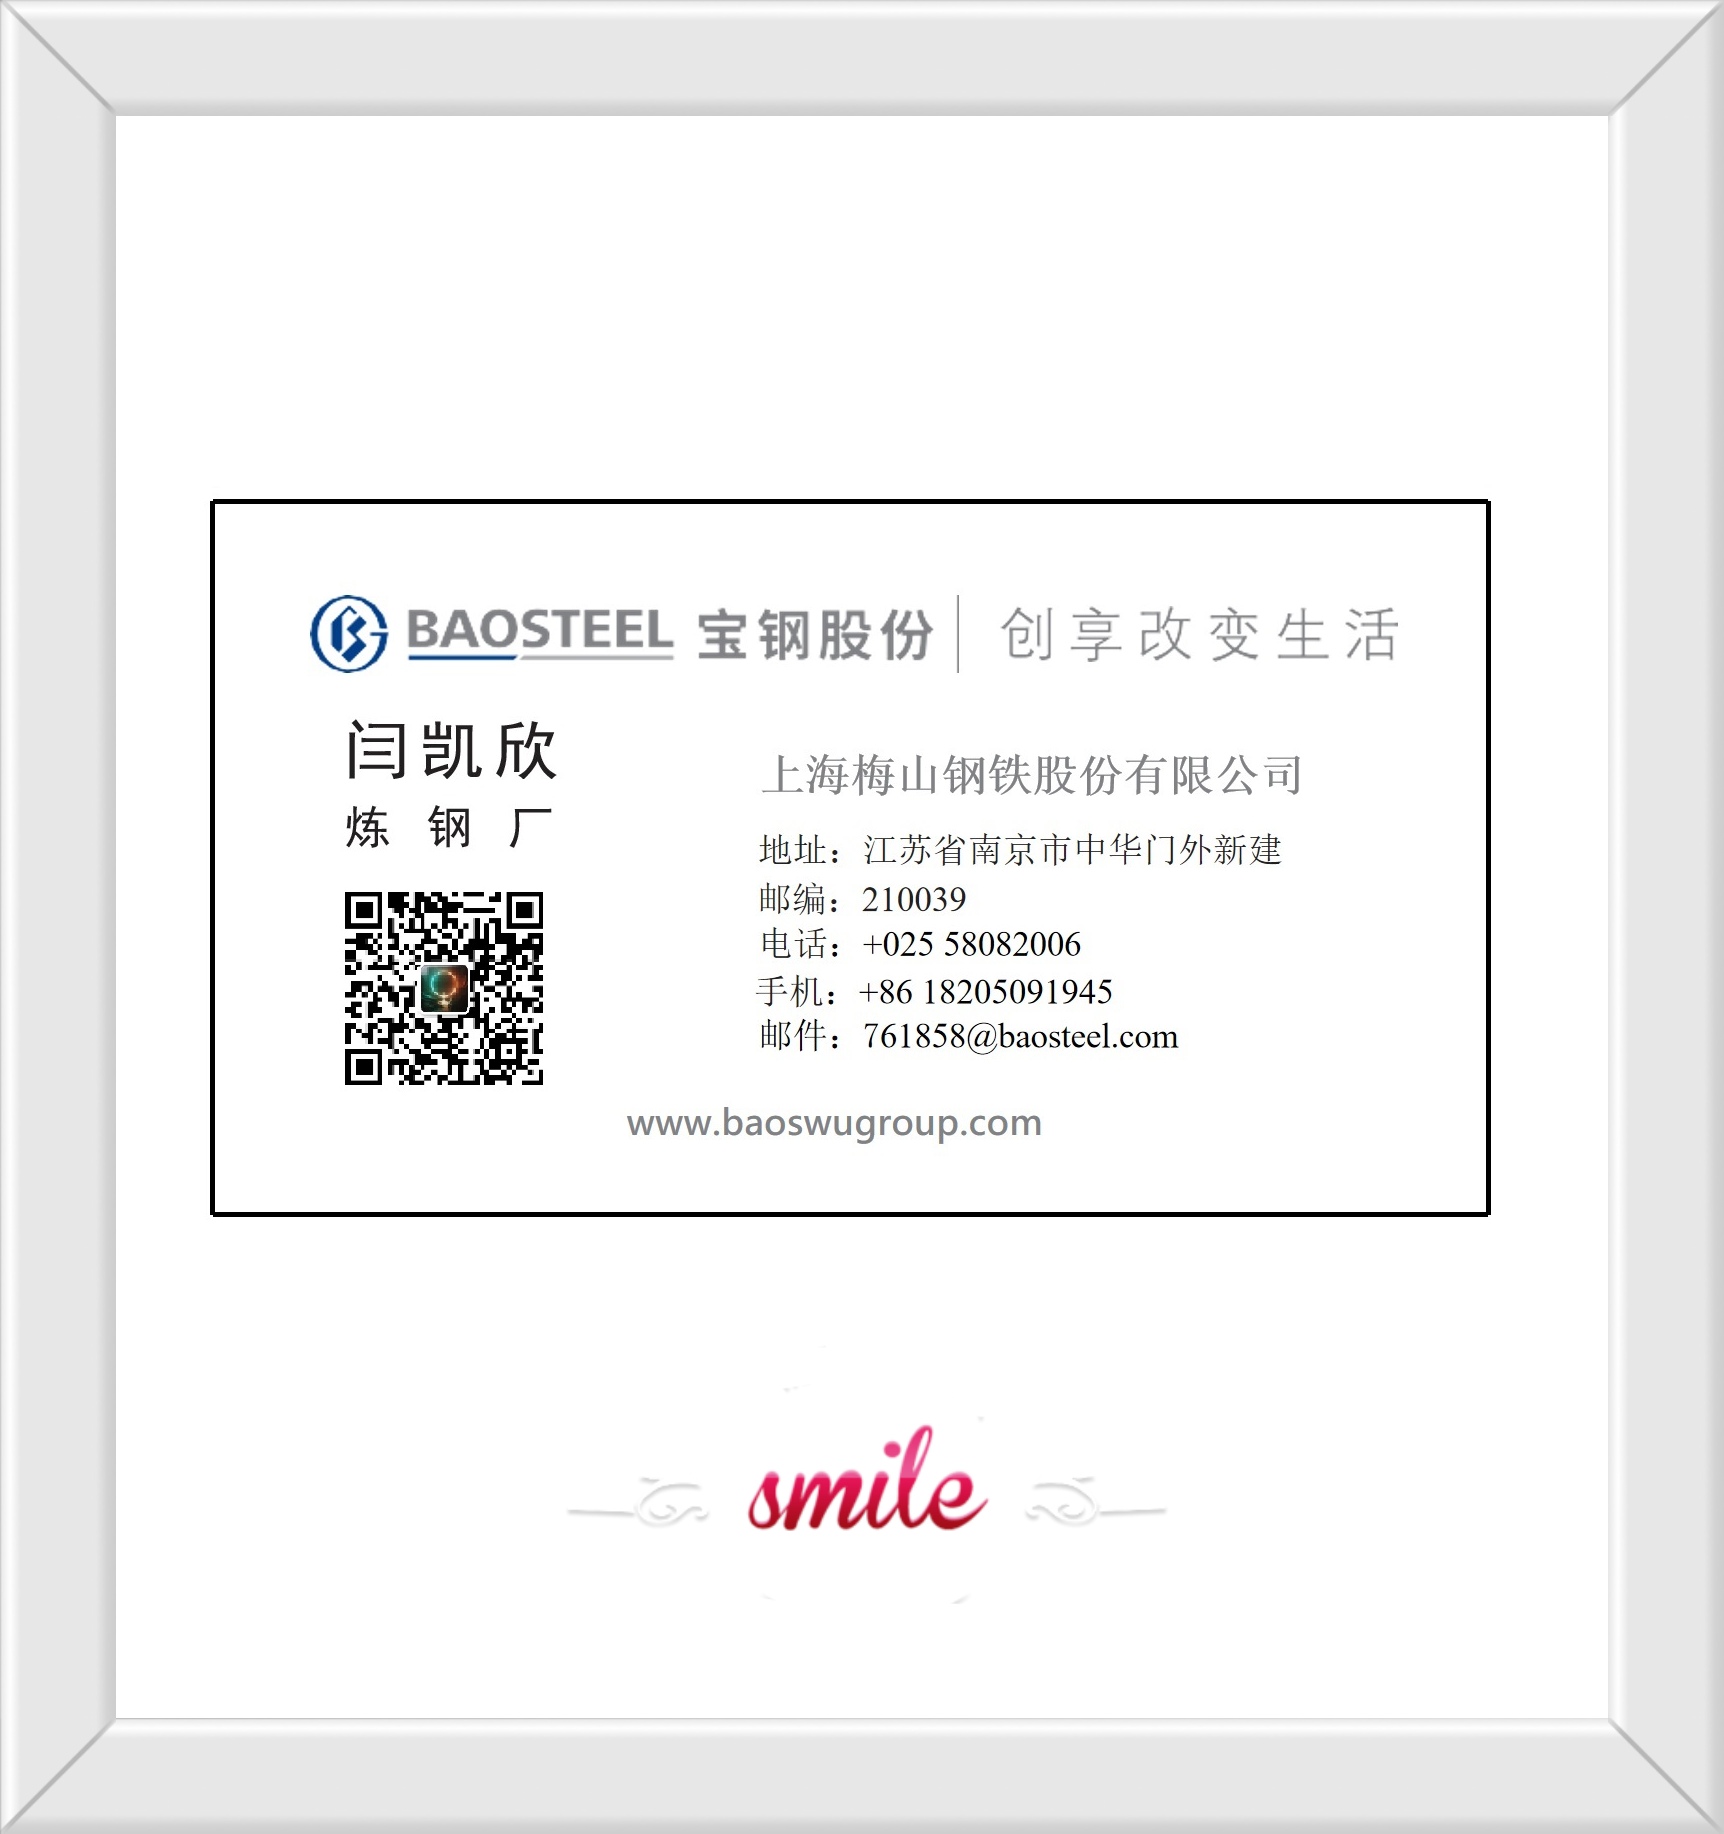 BAOSTEEL 宝钢股份 创享改变生活
闫凯欣
炼钢厂
上海梅山钢铁股份有限公司
地址：江苏省南京市中华门外新建
邮编：210039
电话：+025 58082006
手机：+86 18205091945
邮件：761858@baosteel.com
www.baoswugroup.com
smile